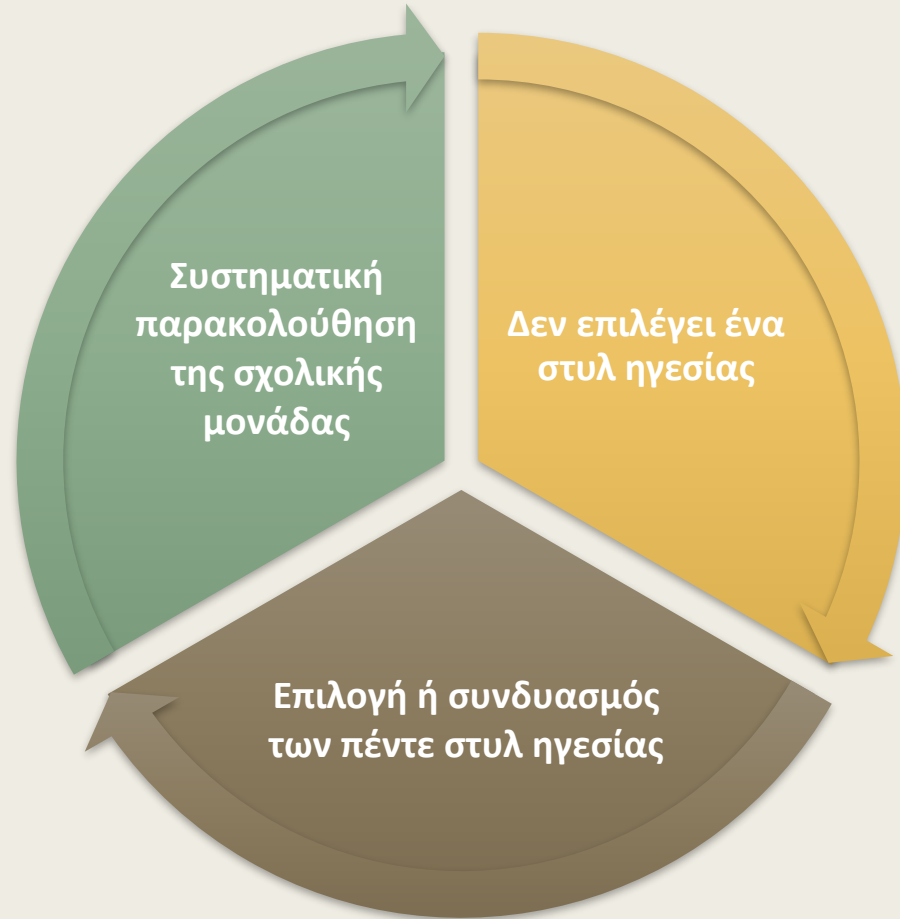 Συστηματική
παρακολούθηση
της σχολικής
μονάδας
Δεν επιλέγει ένα
στυλ ηγεσίας
Επιλογή ή συνδυασμός
των πέντε στυλ ηγεσίας